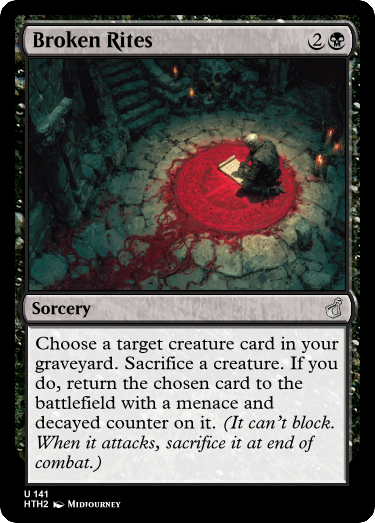 Broken Rites 2
Sorcery
Choose a target creature card in your
graveyard. Sacrifice a creature. If you
do, return the chosen card to the
battlefield with a menace and
decayed counter on it. (It can't block.
When it attacks, sacrifice it at end of
combat.)
U 141
HTH2 Midjourney